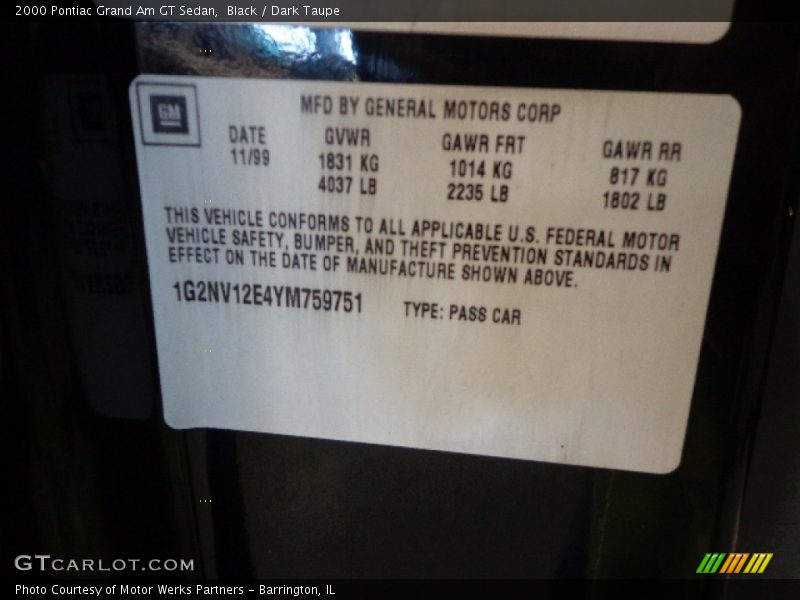 2000 Pontiac Grand Am GT Sedan,  Black / Dark Taupe
GM
MFD BY GENERAL MOTORS CORP
DATE GVWR GAWR FRT GAWR RR
11/99 1831 KG 1014 KG 817 KG
4037 LB 2235 LB 1802 LB
THIS VEHICLE CONFORMS TO ALL APPLICABLE U.S. FEDERAL MOTOR
VEHICLE SAFETY, BUMPER, AND THEFT PREVENTION STANDARDS IN
EFFECT ON THE DATE OF MANUFACTURE SHOWN ABOVE.
1G2NV12E4YM759751 TYPE: PASS CAR
GTCARLOT.COM
Photo Courtesy of Motor Werks Partners – Barrington, IL